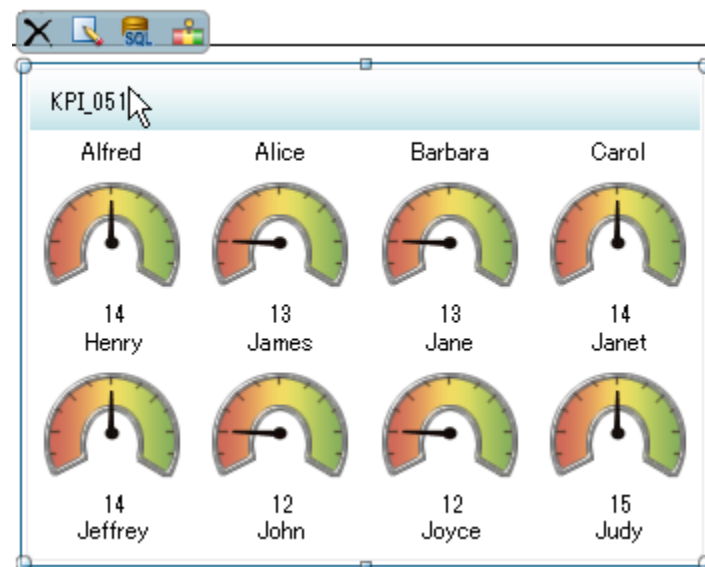 SQL
KPI_051
Alfred Alice Barbara Carol
14 13 13 14
Henry James Jane Janet
14 12 12 15
Jeffrey John Joyce Judy